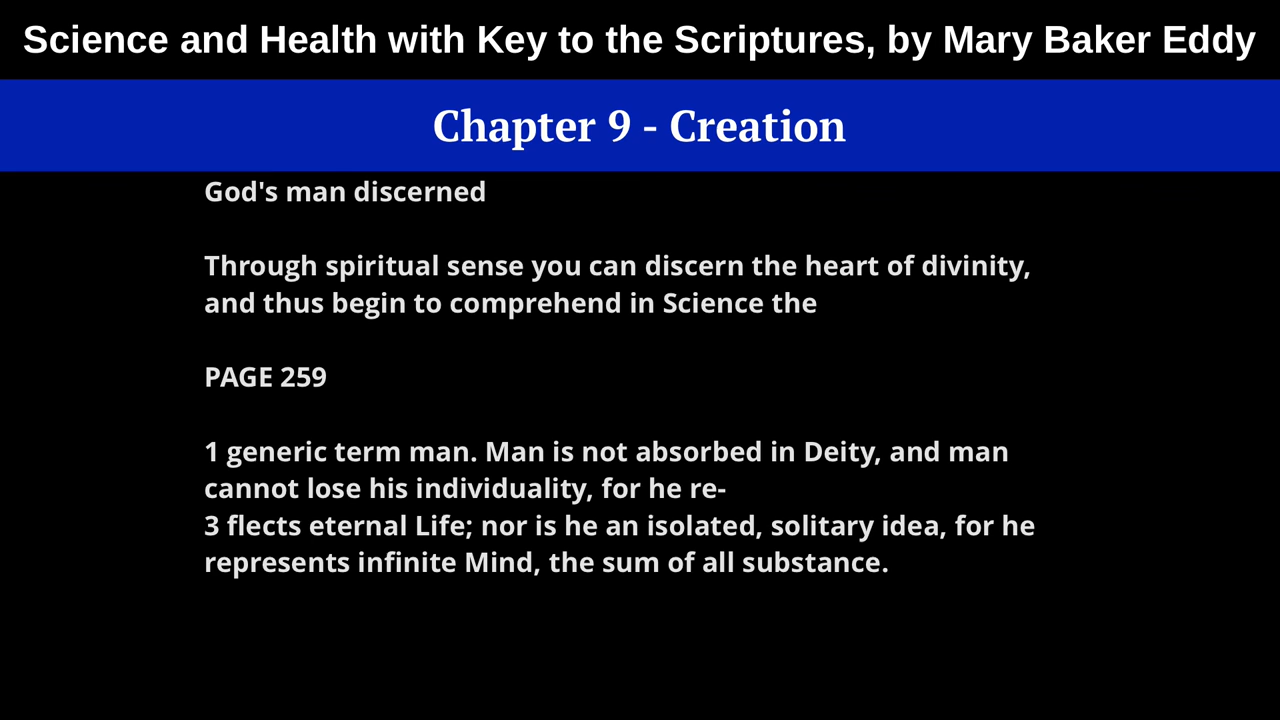 Science and Health with Key to the Scriptures, by Mary Baker Eddy
Chapter 9 - Creation
God's man discerned
Through spiritual sense you can discern the heart of divinity,
and thus begin to comprehend in Science the
PAGE 259
1 generic term man. Man is not absorbed in Deity, and man
cannot lose his individuality, for he re-
3 flects eternal Life; nor is he an isolated, solitary idea, for he
represents infinite Mind, the sum of all substance.